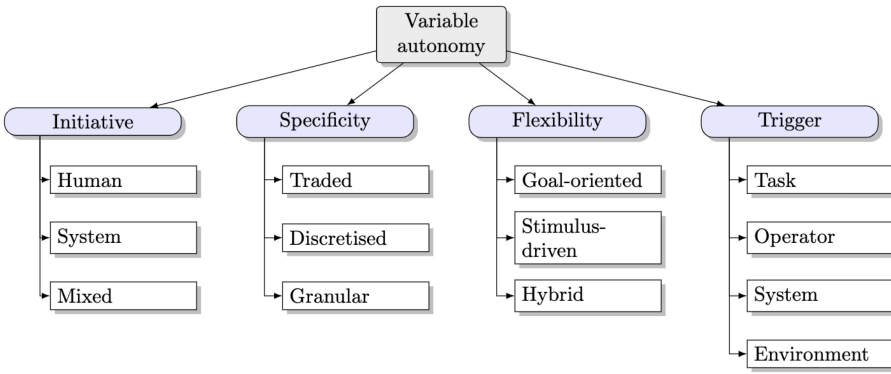 Variable
autonomy
Initiative
Human
System
Mixed
Specificity
Traded
Discretised
Granular
Flexibility
Goal-oriented
Stimulus-
driven
Hybrid
Trigger
Task
Operator
System
Environment